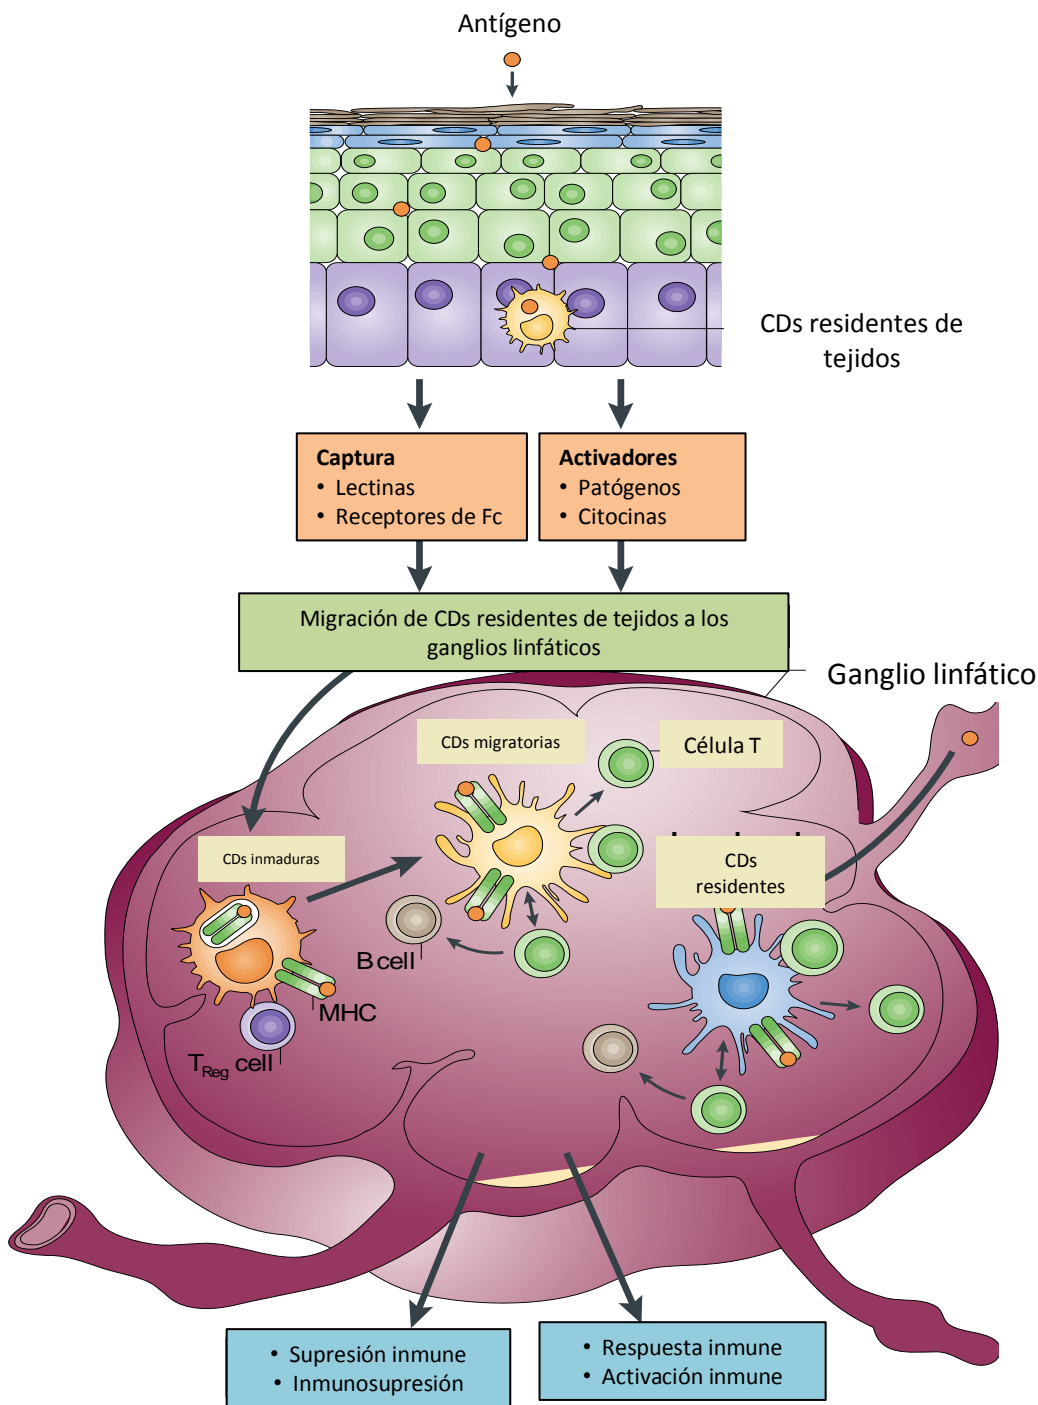 Antígeno
CDs residentes de
tejidos
Captura
• Lectinas
• Receptores de Fc
Activadores
• Patógenos
• Citocinas
Migración de CDs residentes de tejidos a los
ganglios linfáticos
Ganglio linfático
CDs migratorias
Célula T
CDs inmaduras
CDs
residentes
B cell
MHC
TReg cell
• Supresión inmune
• Inmunosupresión
• Respuesta inmune
• Activación inmune